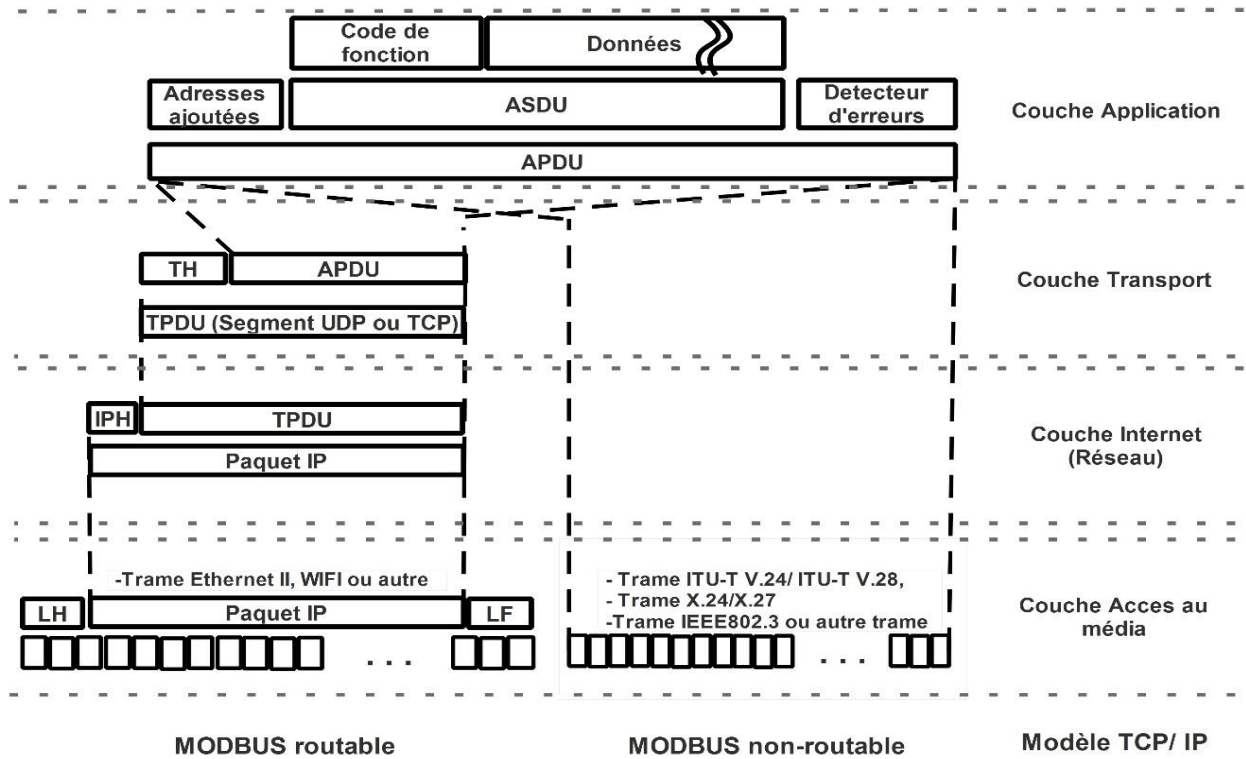 Code de
fonction
Données
Adresses
ajoutées
ASDU
Detecteur
d'erreurs
Couche Application
APDU
TH
APDU
Couche Transport
TPDU (Segment UDP ou TCP)
IPH
TPDU
Couche Internet
(Réseau)
Paquet IP
-Trame Ethernet II, WIFI ou autre
- Trame ITU-T V.24/ ITU-T V.28,
- Trame X.24/X.27
-Trame IEEE802.3 ou autre trame
LH
Paquet IP
LF
Couche Acces au
média
. . .
. . .
MODBUS routable
MODBUS non-routable
Modèle TCP/ IP